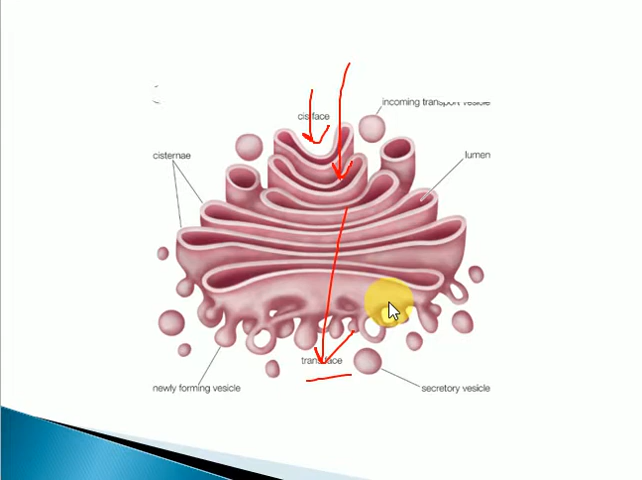 incoming transport vesicle
cis face
cisternae
lumen
trans face
newly forming vesicle
secretory vesicle